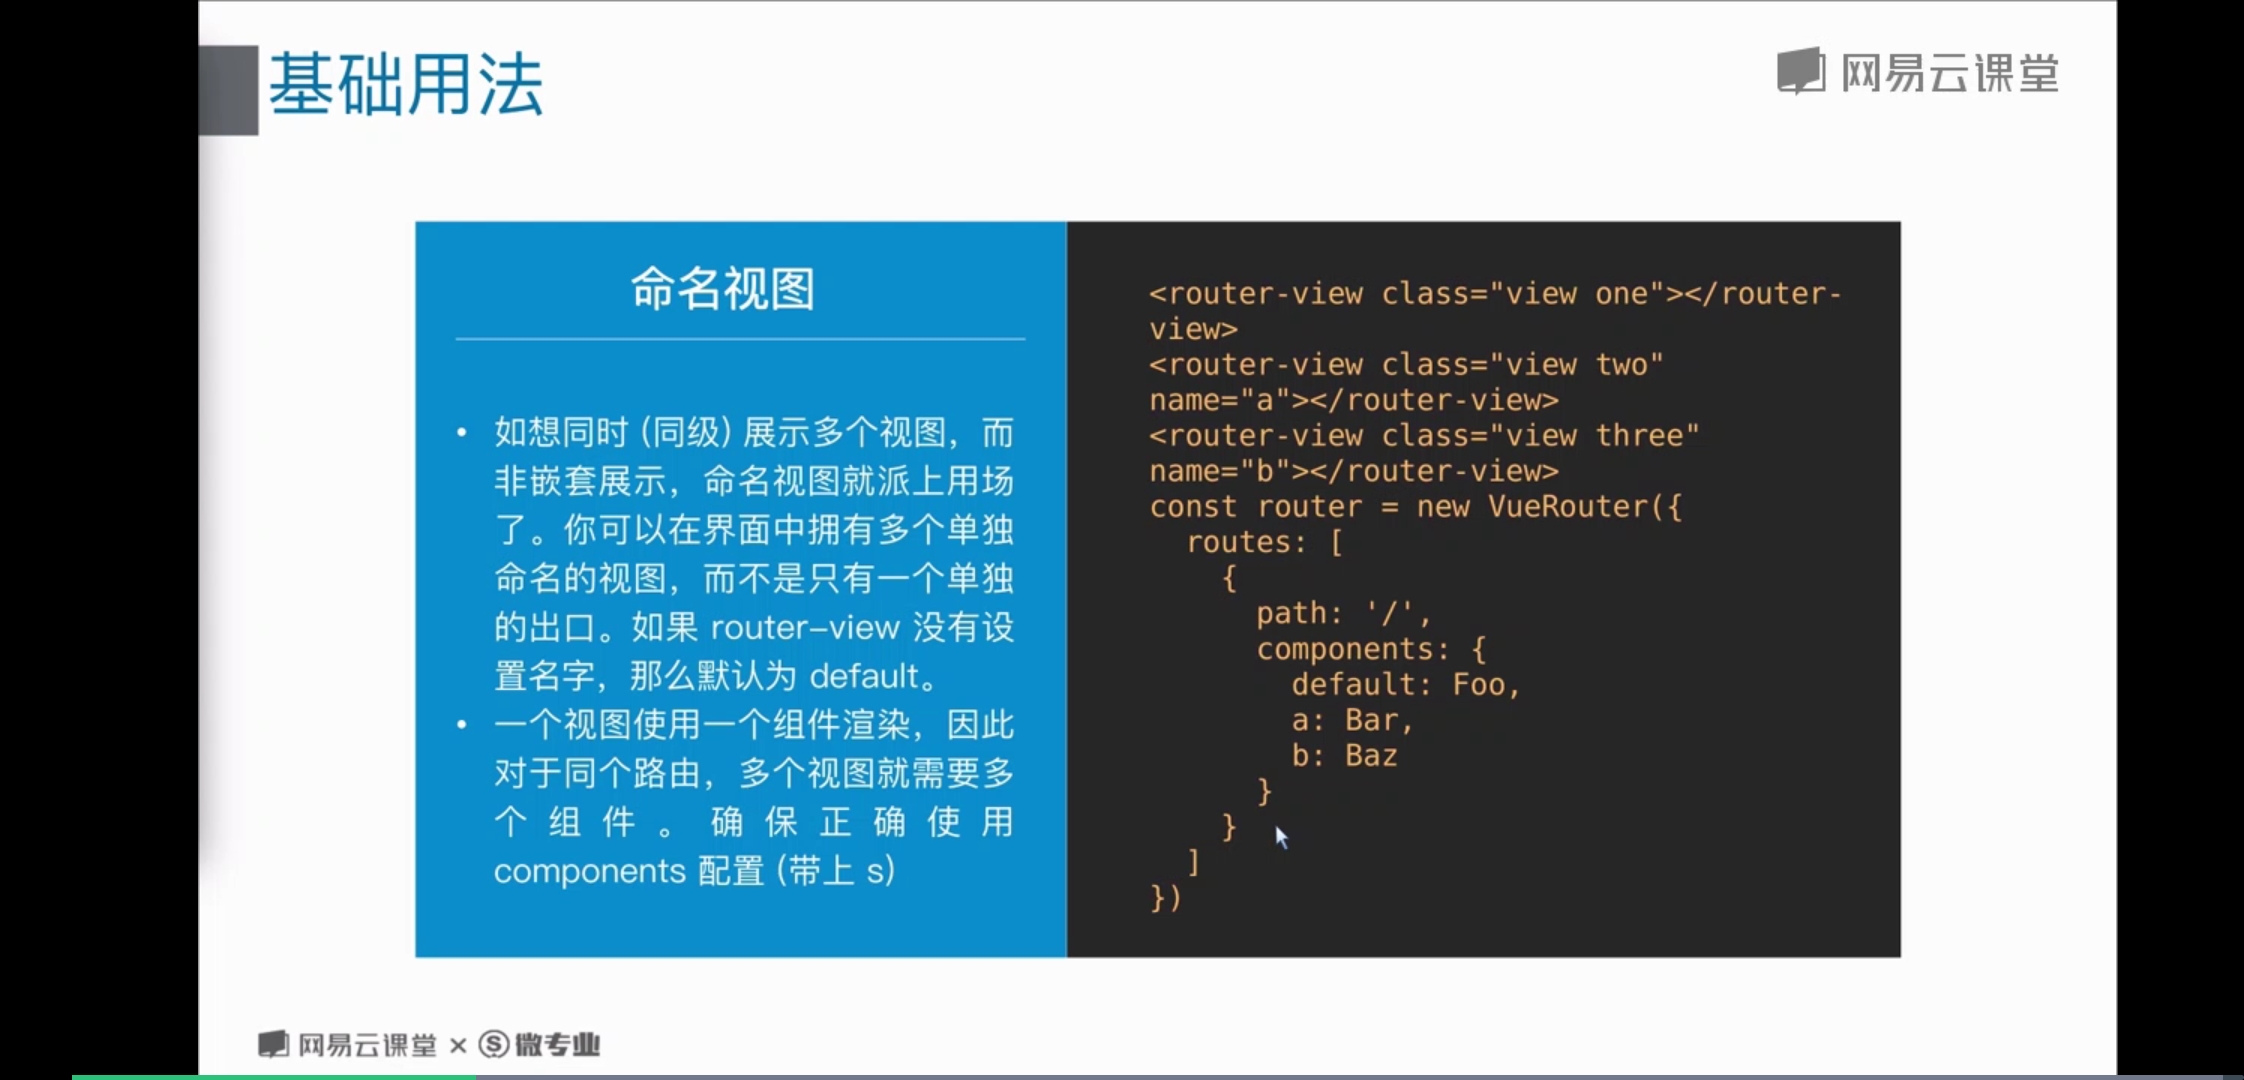 基础用法
网易云课堂
命名视图
• 如想同时 (同级) 展示多个视图，而
非嵌套展示，命名视图就派上用场
了。你可以在界面中拥有多个单独
命名的视图，而不是只有一个单独
的出口。如果 router-view 没有设
置名字，那么默认为 default。
• 一个视图使用一个组件渲染，因此
对于同个路由，多个视图就需要多
个组件。确保正确使用
components 配置 (带上 s)
<router-view class="view one"></router-
view>
<router-view class="view two"
name="a"></router-view>
<router-view class="view three"
name="b"></router-view>
const router = new VueRouter({
  routes: [
    {
      path: '/',
      components: {
        default: Foo,
        a: Bar,
        b: Baz
      }
    }
  ]
})
网易云课堂 × S 微专业